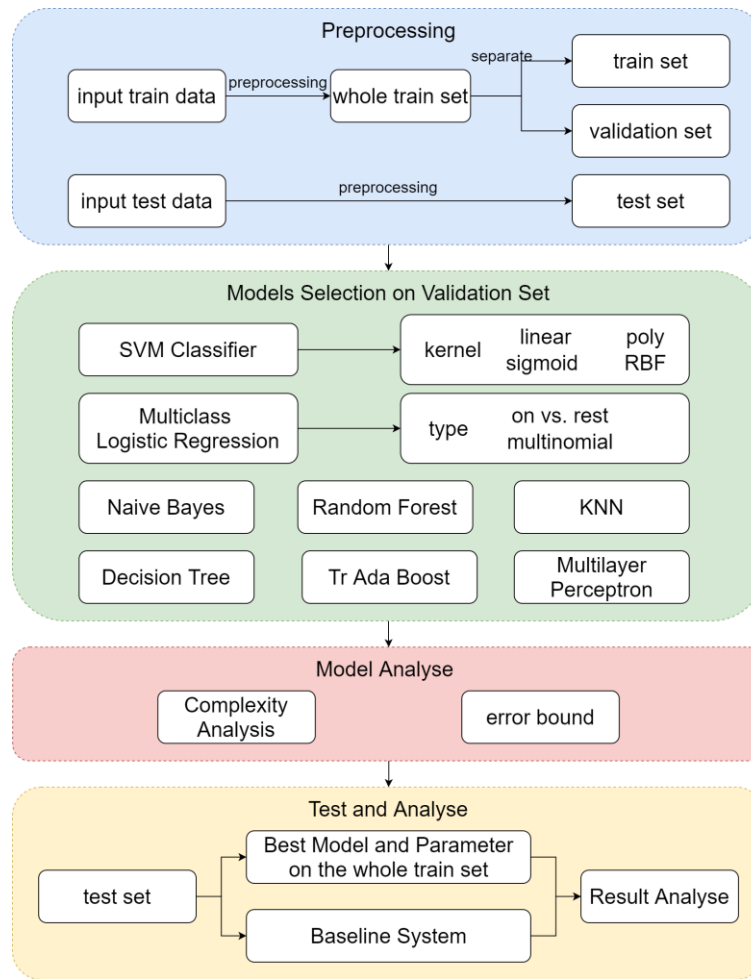 Preprocessing
input train data
preprocessing
whole train set
separate
train set
validation set
input test data
preprocessing
test set
Models Selection on Validation Set
SVM Classifier
kernel
linear
poly
sigmoid
RBF
Multiclass
Logistic Regression
type
on vs. rest
multinomial
Naive Bayes
Random Forest
KNN
Decision Tree
Tr Ada Boost
Multilayer
Perceptron
Model Analyse
Complexity
Analysis
error bound
Test and Analyse
test set
Best Model and Parameter
on the whole train set
Baseline System
Result Analyse